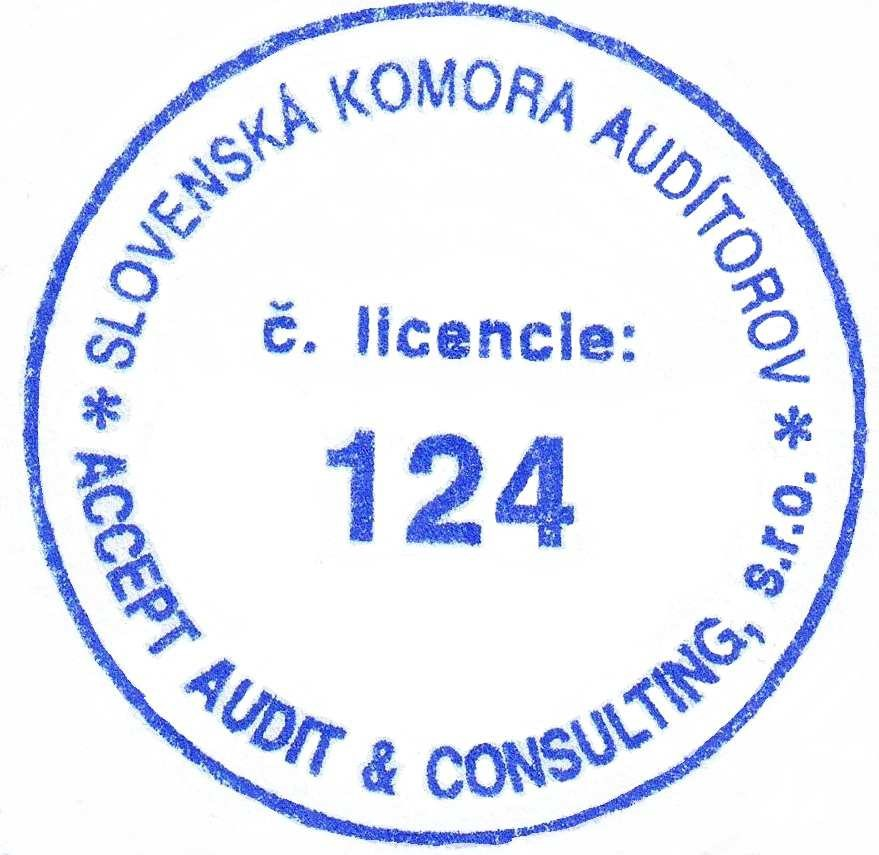 * SLOVENSKÁ KOMORA AUDÍTOROV *
č. licencie:
124
ACCEPT AUDIT & CONSULTING, s.r.o.